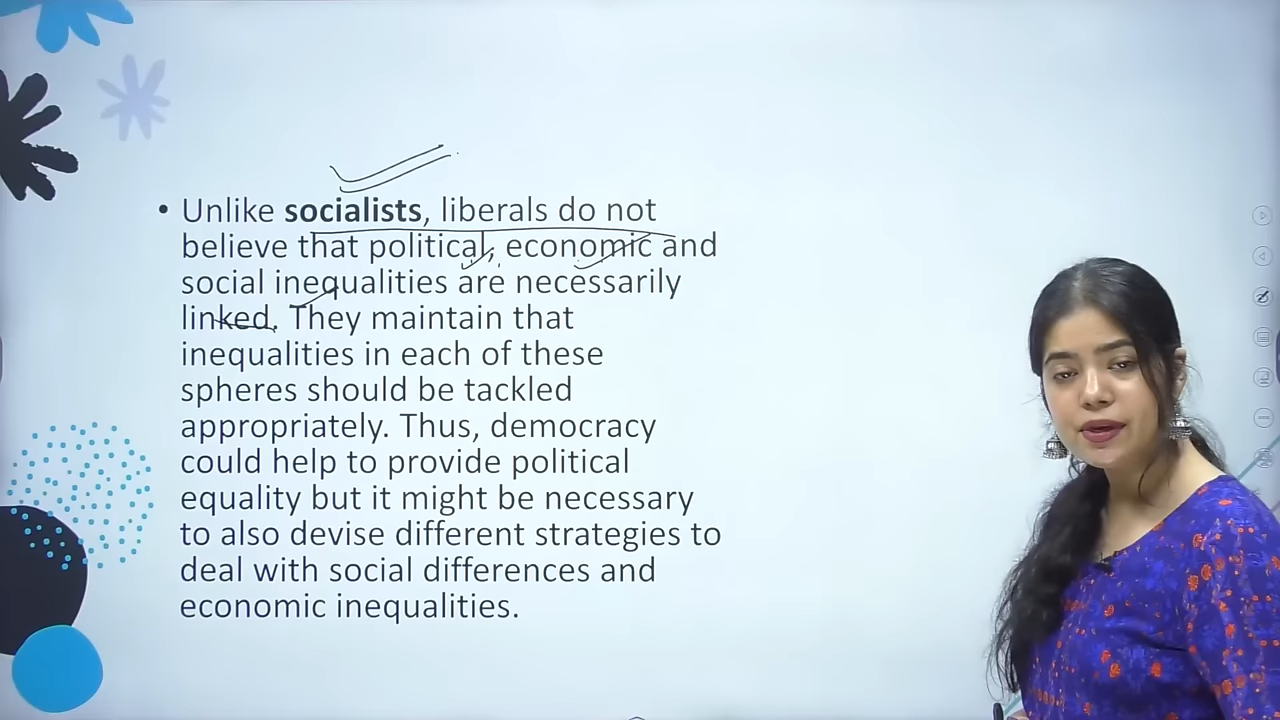 • Unlike socialists, liberals do not
believe that political, economic and
social inequalities are necessarily
linked. They maintain that
inequalities in each of these
spheres should be tackled
appropriately. Thus, democracy
could help to provide political
equality but it might be necessary
to also devise different strategies to
deal with social differences and
economic inequalities.